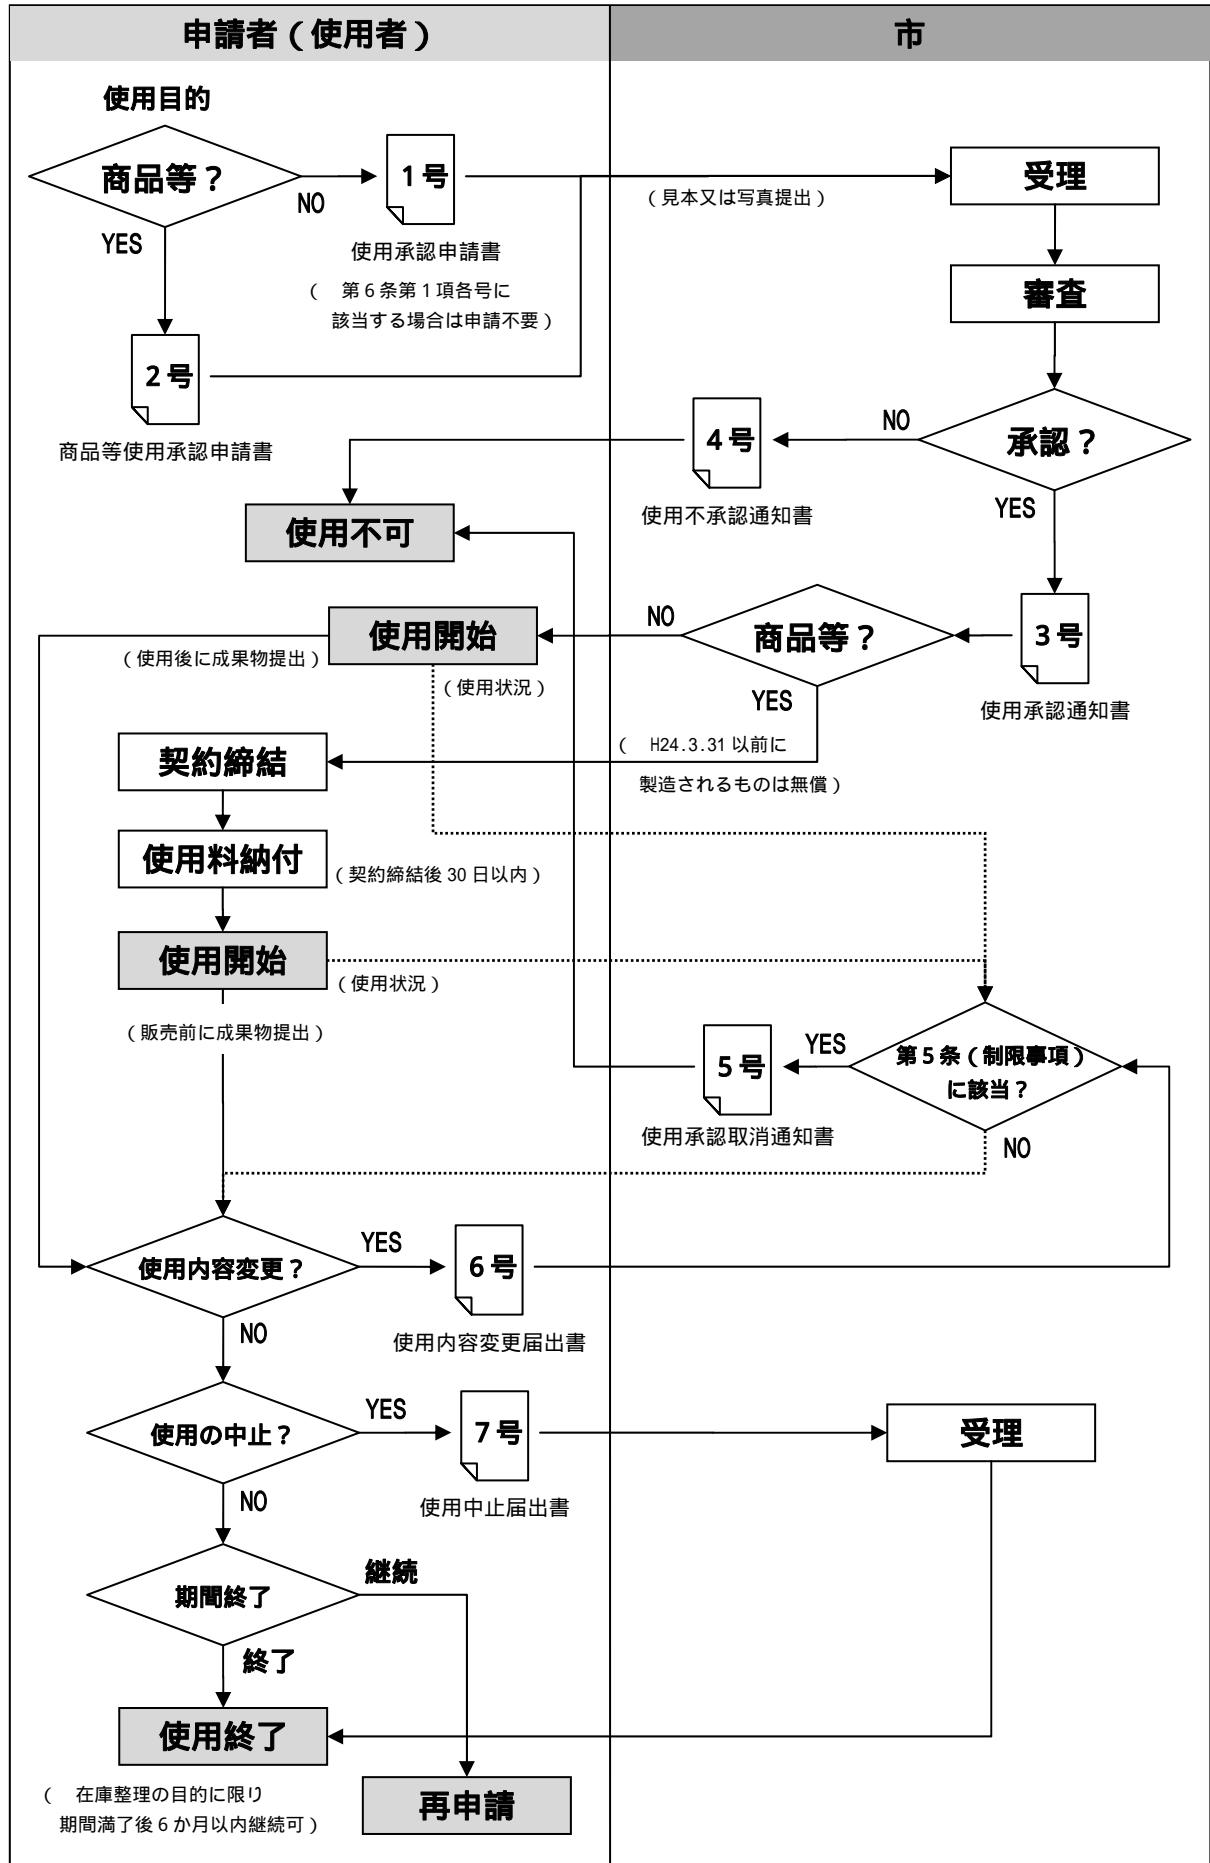 申請者（使用者）
市
使用目的
商品等？
NO
YES
1号
使用承認申請書
（　第６条第１項各号に
該当する場合は申請不要）
（見本又は写真提出）
受理
審査
2号
商品等使用承認申請書
承認？
NO
YES
4号
使用不承認通知書
使用不可
3号
使用承認通知書
商品等？
NO
YES
使用開始
（使用後に成果物提出）
（使用状況）
（　H24.3.31 以前に
製造されるものは無償）
契約締結
使用料納付
（契約締結後 30 日以内）
使用開始
（使用状況）
（販売前に成果物提出）
第５条（制限事項）
に該当？
YES
NO
5号
使用承認取消通知書
使用内容変更？
YES
NO
6号
使用内容変更届出書
使用の中止？
YES
NO
7号
使用中止届出書
受理
期間終了
継続
終了
使用終了
（　在庫整理の目的に限り
期間満了後６か月以内継続可）
再申請